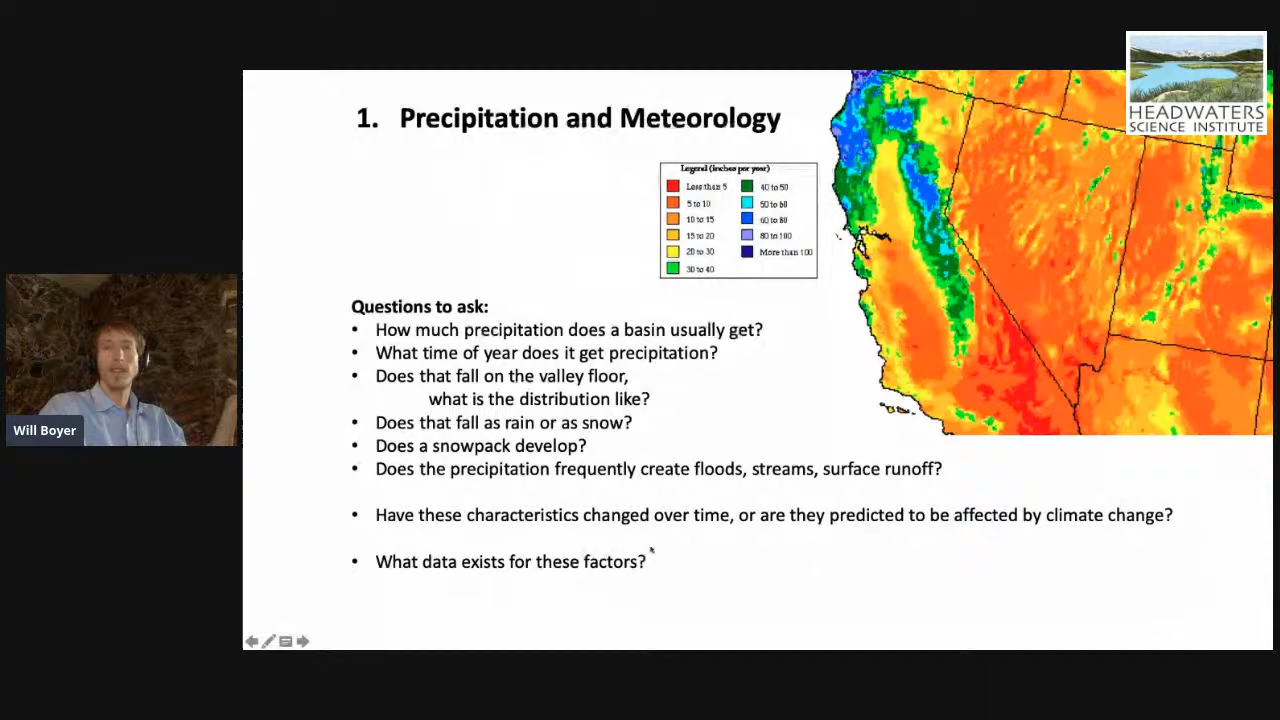 HEADWATERS
SCIENCE INSTITUTE
1. Precipitation and Meteorology
Legend (inches per year)
Less than 5
5 to 10
10 to 15
15 to 20
20 to 30
30 to 40
40 to 50
50 to 60
60 to 80
80 to 100
More than 100
Questions to ask:
• How much precipitation does a basin usually get?
• What time of year does it get precipitation?
• Does that fall on the valley floor,
what is the distribution like?
• Does that fall as rain or as snow?
• Does a snowpack develop?
• Does the precipitation frequently create floods, streams, surface runoff?
• Have these characteristics changed over time, or are they predicted to be affected by climate change?
• What data exists for these factors?
Will Boyer